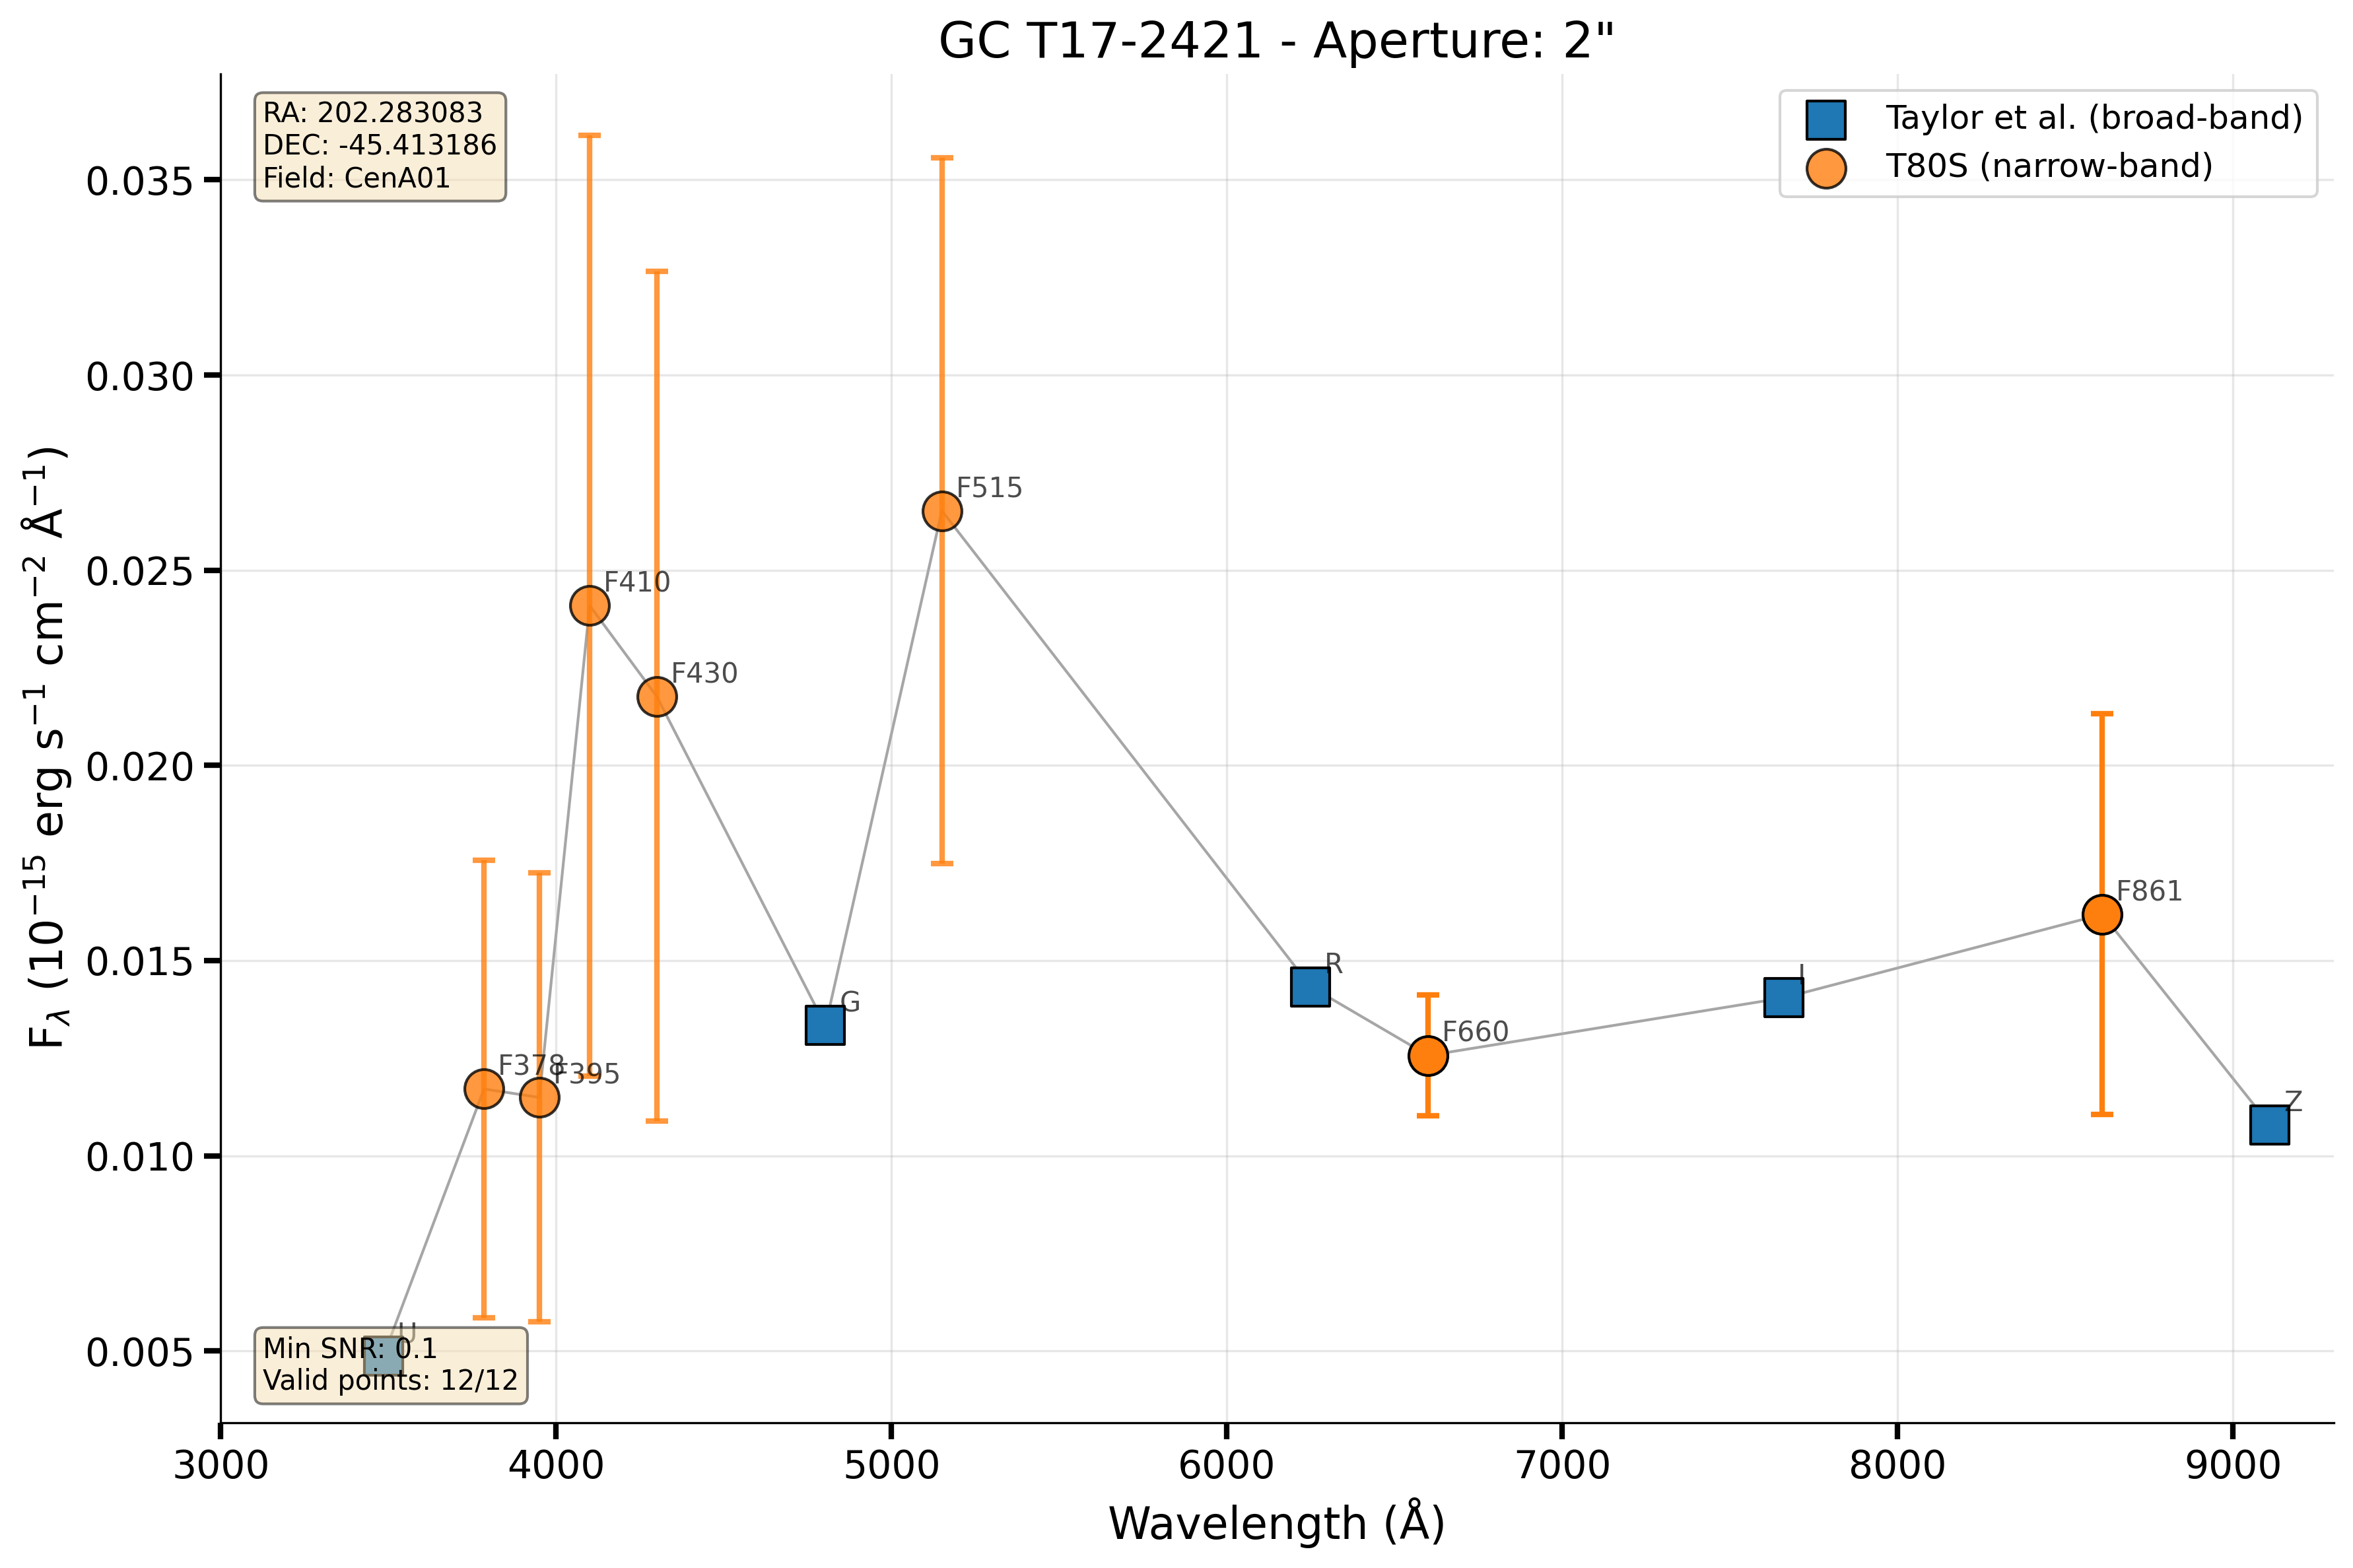 GC T17-2421 - Aperture: 2"
RA: 202.283083
DEC: -45.413186
Field: CenA01
Taylor et al. (broad-band)
T80S (narrow-band)
0.035
0.030
0.025
0.020
0.015
0.010
0.005
F$_{λ}$ (10$^{-15}$ erg s$^{-1}$ cm$^{-2}$ Å$^{-1}$)
F515
F410
F430
F861
R
I
G
F660
F378
F395
Z
U
Min SNR: 0.1
Valid points: 12/12
3000 4000 5000 6000 7000 8000 9000
Wavelength (Å)